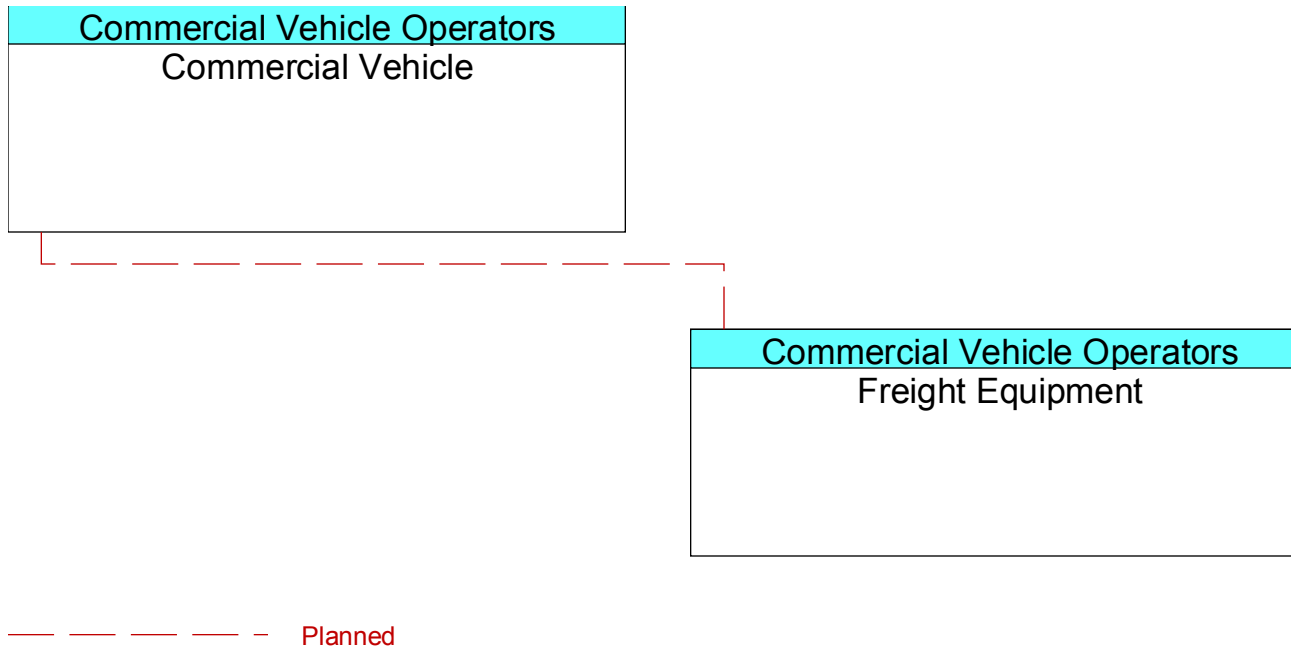 Commercial Vehicle Operators
Commercial Vehicle
Commercial Vehicle Operators
Freight Equipment
Planned